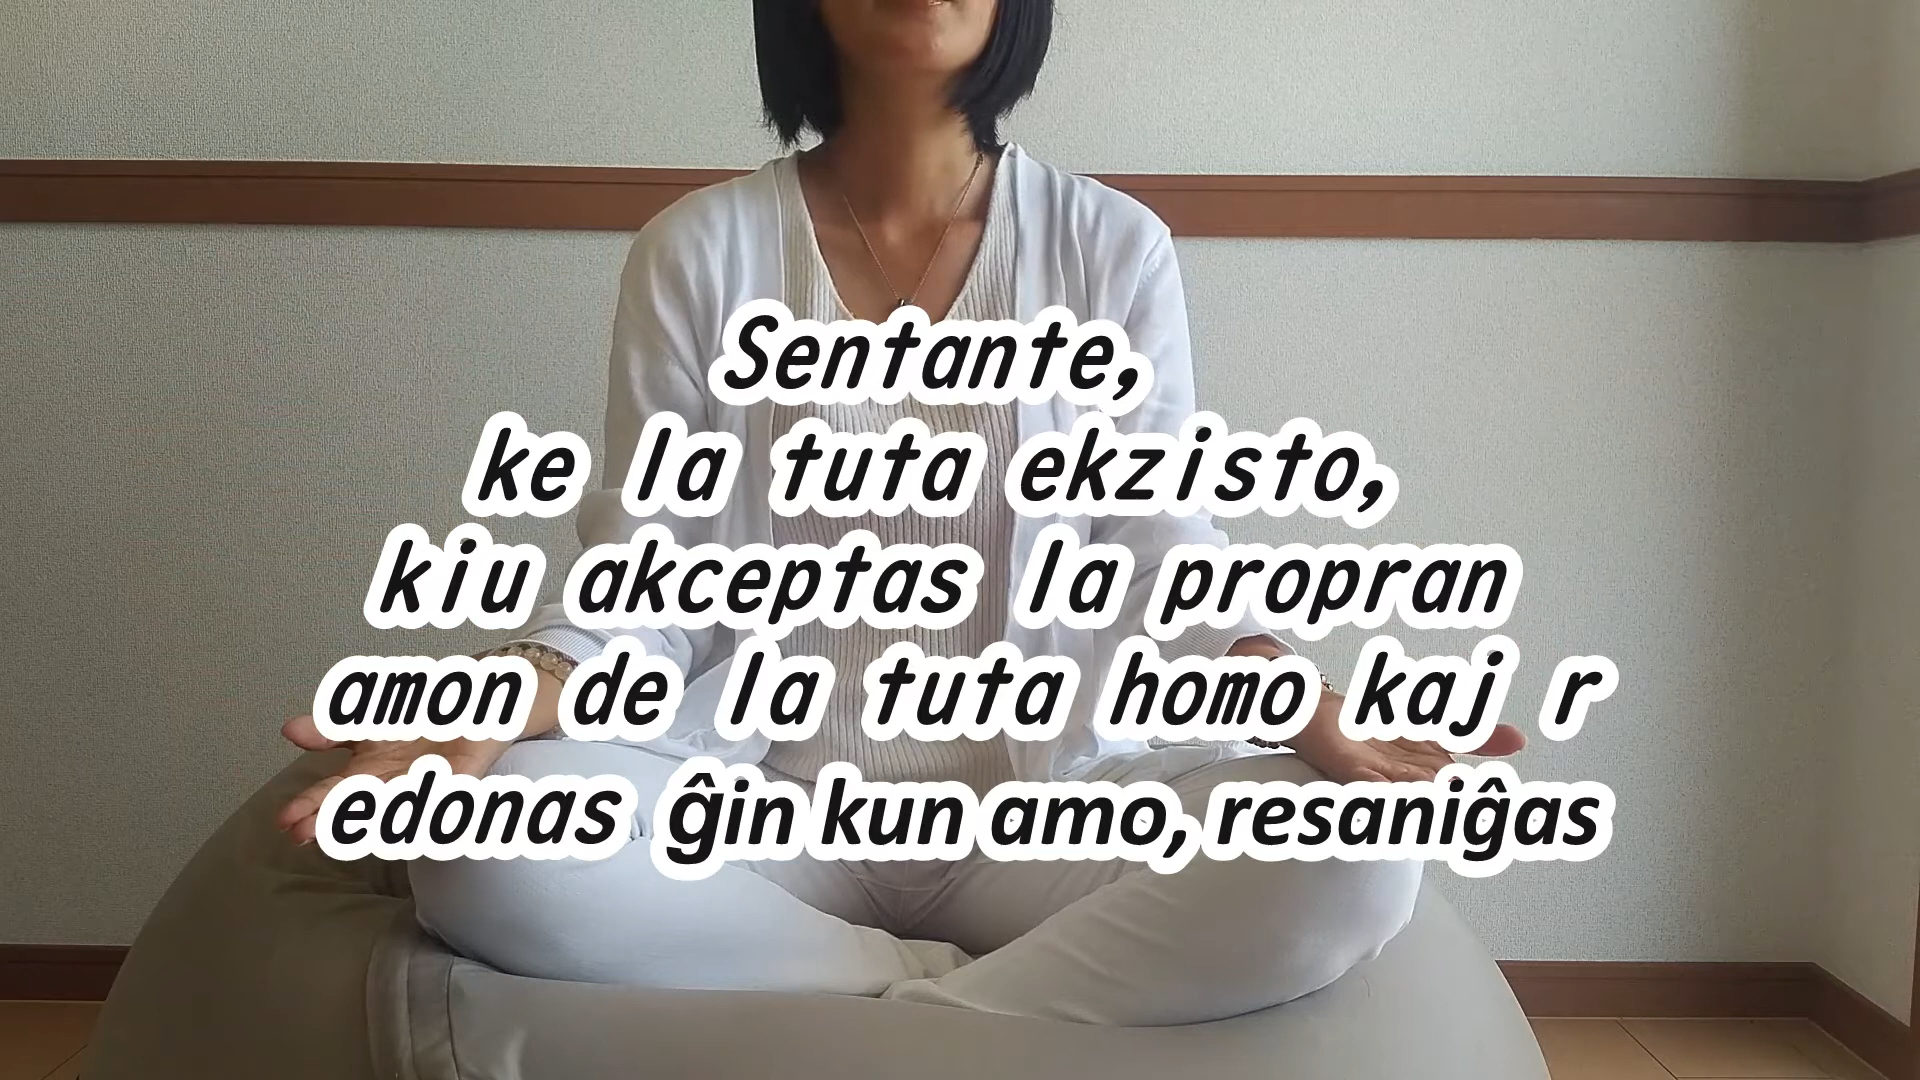 Sentante,
ke la tuta ekzisto,
kiu akceptas la propran
amon de la tuta homo kaj r
edonas ĝin kun amo, resaniĝas